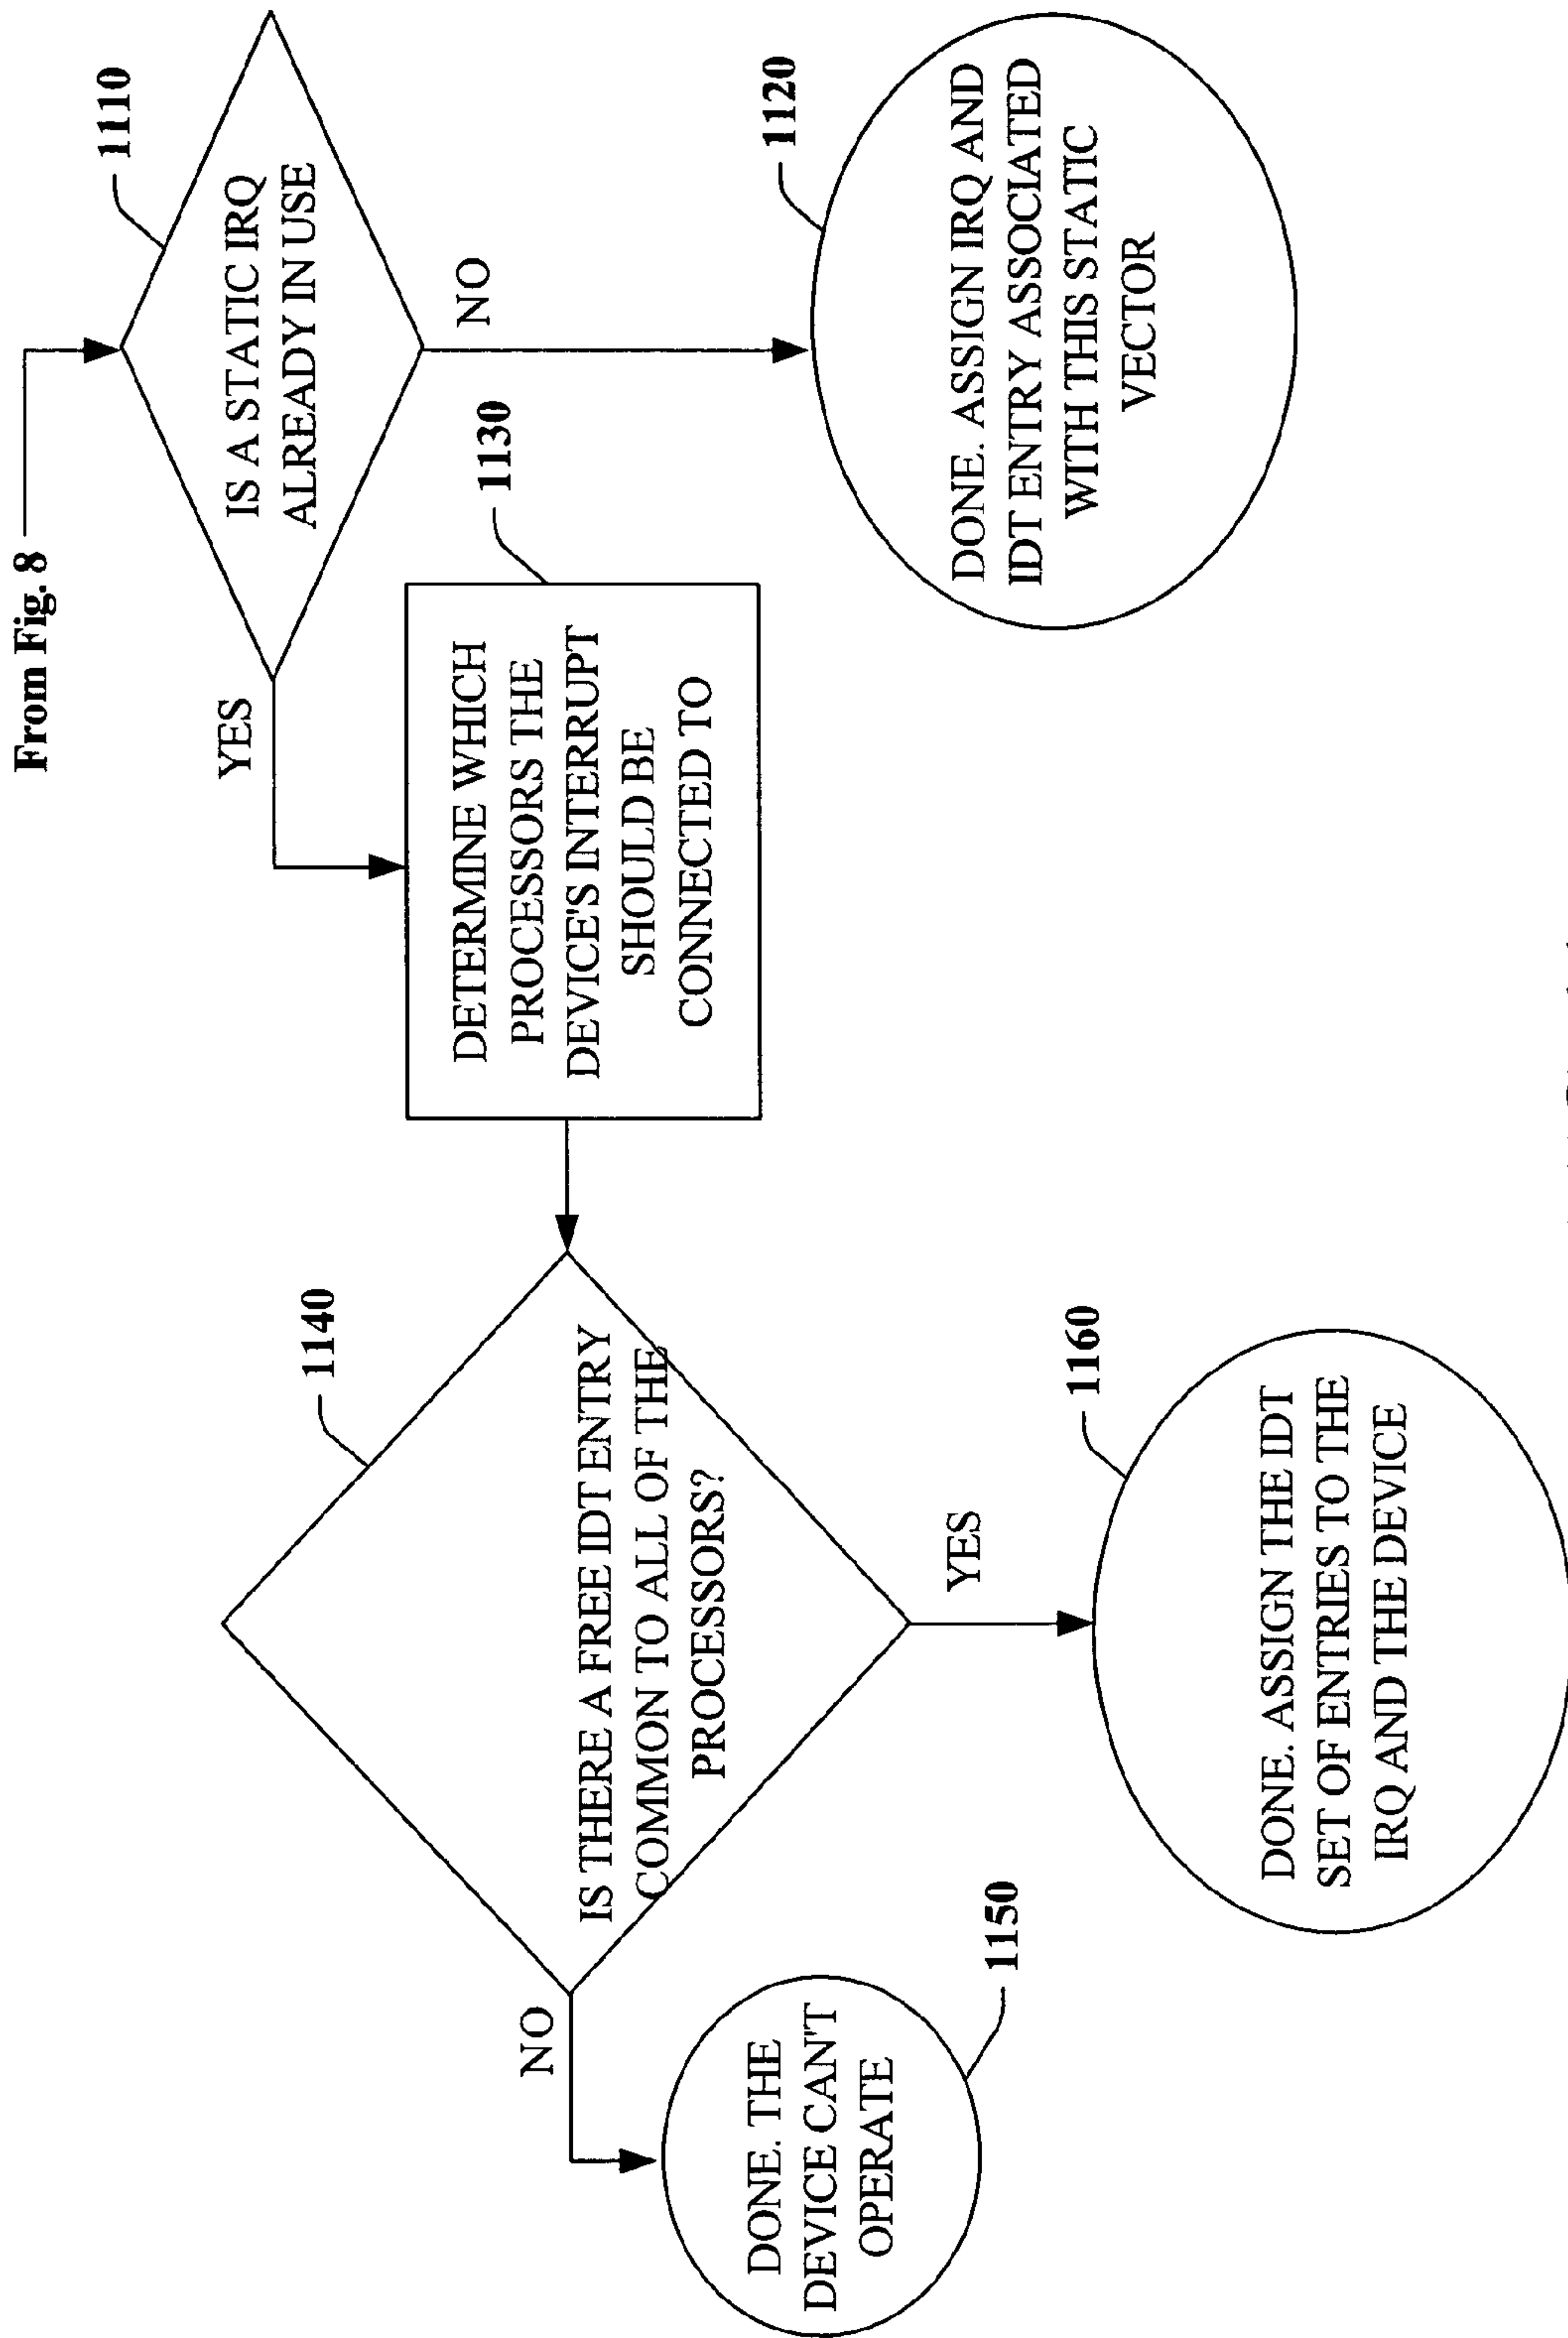 From Fig. 8
1110
IS A STATIC IRQ
ALREADY IN USE
YES
NO
1120
DONE. ASSIGN IRQ AND
IDT ENTRY ASSOCIATED
WITH THIS STATIC
VECTOR
1130
DETERMINE WHICH
PROCESSORS THE
DEVICE'S INTERRUPT
SHOULD BE
CONNECTED TO
1140
IS THERE A FREE IDT ENTRY
COMMON TO ALL OF THE
PROCESSORS?
NO
YES
1150
DONE. THE
DEVICE CAN'T
OPERATE
1160
DONE. ASSIGN THE IDT
SET OF ENTRIES TO THE
IRQ AND THE DEVICE